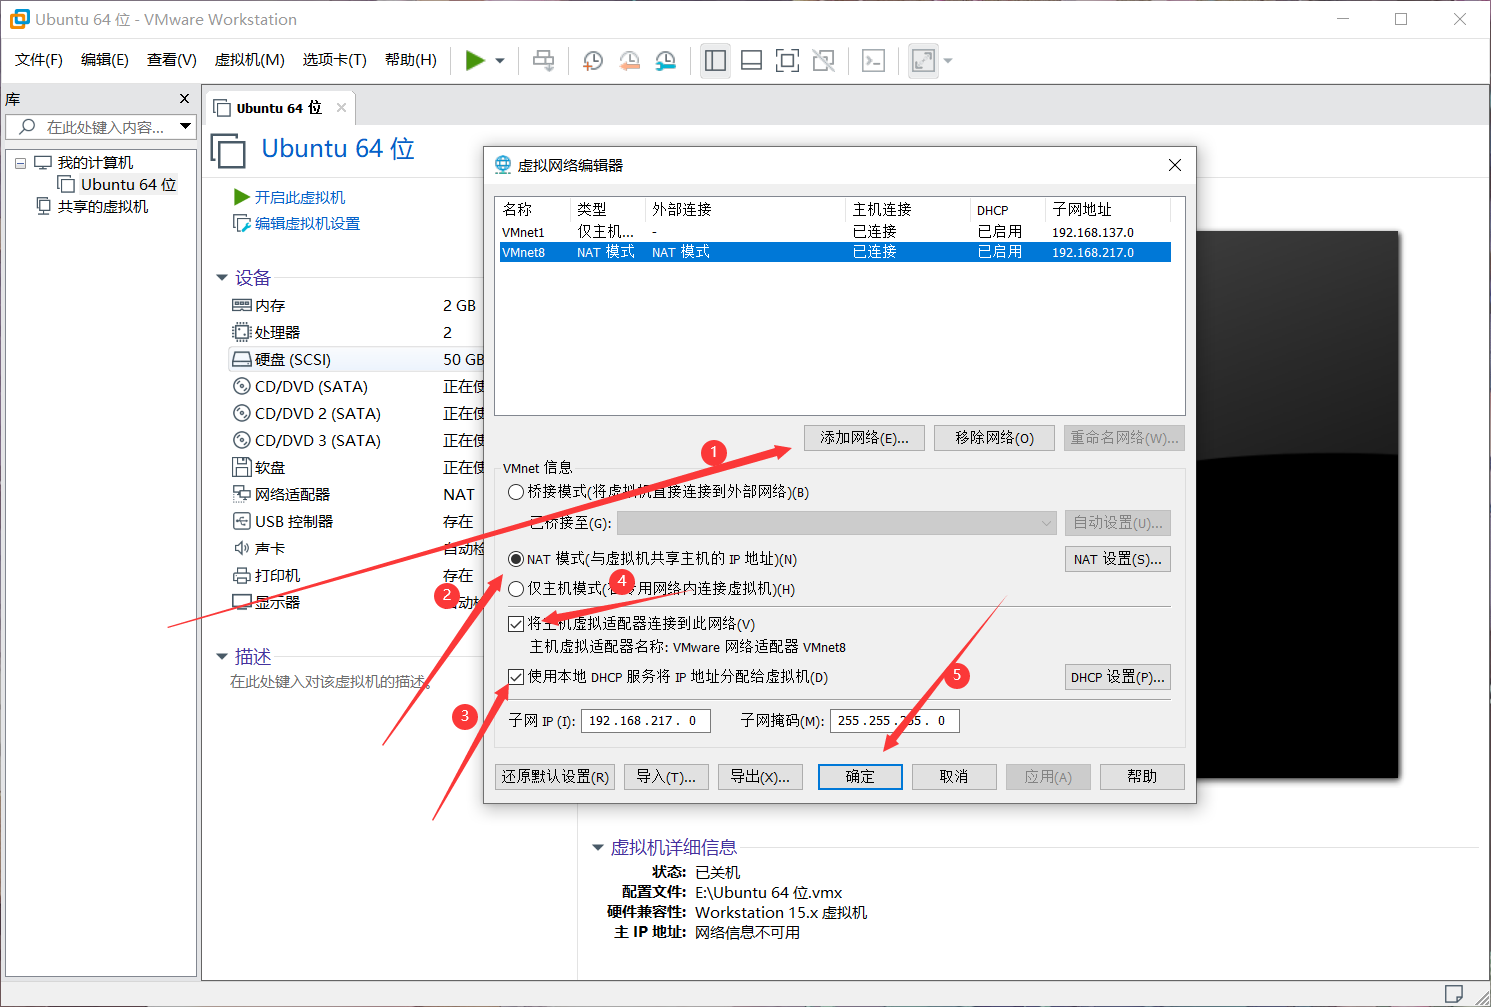 Ubuntu 64 位 - VMware Workstation
文件(F) 编辑(E) 查看(V) 虚拟机(M) 选项卡(T) 帮助(H)
库
在此处键入内容...
我的计算机
Ubuntu 64 位
共享的虚拟机
Ubuntu 64 位
Ubuntu 64 位
开启此虚拟机
编辑虚拟机设置
设备
内存 2 GB
处理器 2
硬盘 (SCSI) 50 GB
CD/DVD (SATA) 正在使
CD/DVD 2 (SATA) 正在使
CD/DVD 3 (SATA) 正在使
软盘 正在使
网络适配器 NAT
USB 控制器 存在
声卡 自动检
打印机 存在
显示器 自动检
描述
在此处键入对该虚拟机的描述。
虚拟网络编辑器
名称 类型 外部连接 主机连接 DHCP 子网地址
VMnet1 仅主机... - 已连接 已启用 192.168.137.0
VMnet8 NAT 模式 NAT 模式 已连接 已启用 192.168.217.0
添加网络(E)... 移除网络(O) 重命名网络(W)...
1
VMnet 信息
桥接模式(将虚拟机直接连接到外部网络)(B)
已桥接至(G): 自动设置(U)...
NAT 模式(与虚拟机共享主机的 IP 地址)(N) NAT 设置(S)...
仅主机模式(在专用网络内连接虚拟机)(H)
4
2
将主机虚拟适配器连接到此网络(V)
主机虚拟适配器名称: VMware 网络适配器 VMnet8
使用本地 DHCP 服务将 IP 地址分配给虚拟机(D) DHCP 设置(P)...
5
3
子网 IP (I): 192.168.217. 0 子网掩码(M): 255.255.255. 0
还原默认设置(R) 导入(T)... 导出(X)... 确定 取消 应用(A) 帮助
虚拟机详细信息
状态: 已关机
配置文件: E:\Ubuntu 64 位.vmx
硬件兼容性: Workstation 15.x 虚拟机
主 IP 地址: 网络信息不可用